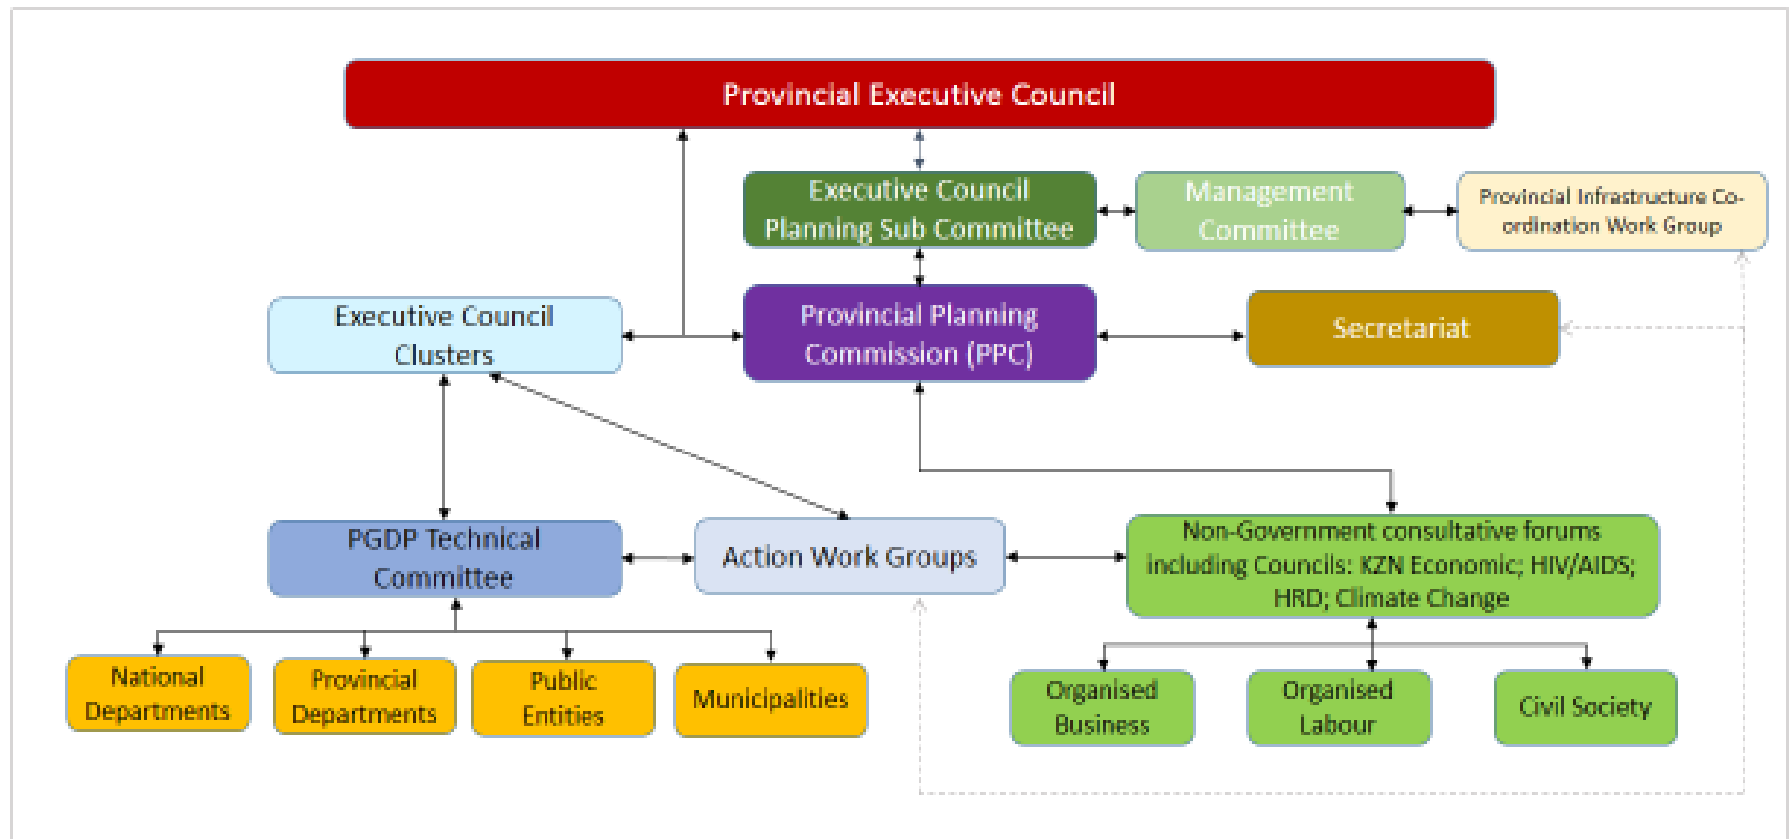 Provincial Executive Council
Executive Council
Planning Sub Committee
Management
Committee
Provincial Infrastructure Co-
ordination Work Group
Executive Council
Clusters
Provincial Planning
Commission (PPC)
Secretariat
PGDP Technical
Committee
Action Work Groups
Non-Government consultative forums
including Councils: KZN Economic; HIV/AIDS;
HRD; Climate Change
National
Departments
Provincial
Departments
Public
Entities
Municipalities
Organised
Business
Organised
Labour
Civil Society